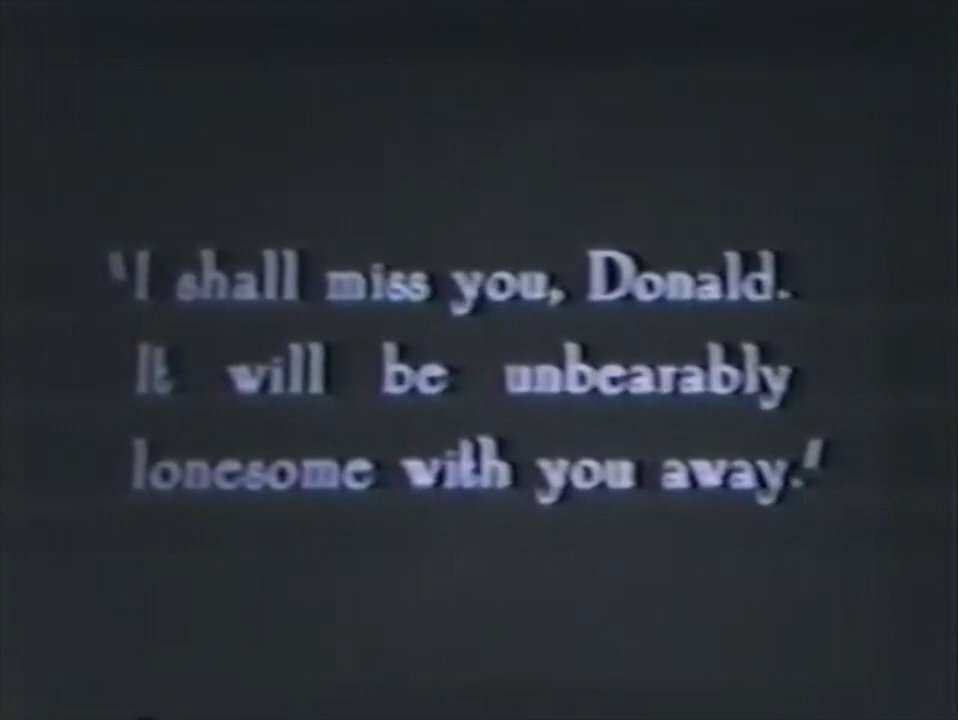 "I shall miss you, Donald.
It will be unbearably
lonesome with you away."